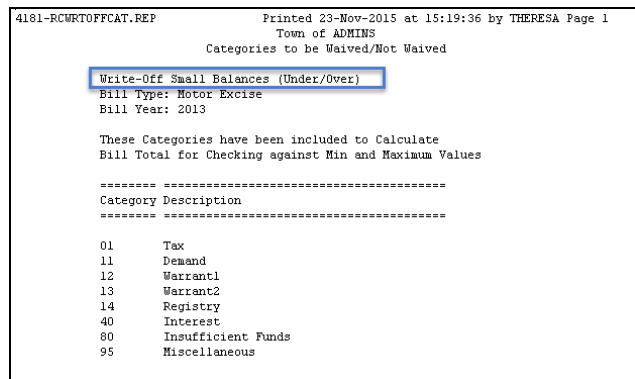 4181-RCWRTOFFCAT.REP Printed 23-Nov-2015 at 15:19:36 by THERESA Page 1
Town of ADMINS
Categories to be Waived/Not Waived
Write-Off Small Balances (Under/Over)
Bill Type: Motor Excise
Bill Year: 2013
These Categories have been included to Calculate
Bill Total for Checking against Min and Maximum Values
======== ========================================
Category Description
======== ========================================
01 Tax
11 Demand
12 Warrant1
13 Warrant2
14 Registry
40 Interest
80 Insufficient Funds
95 Miscellaneous